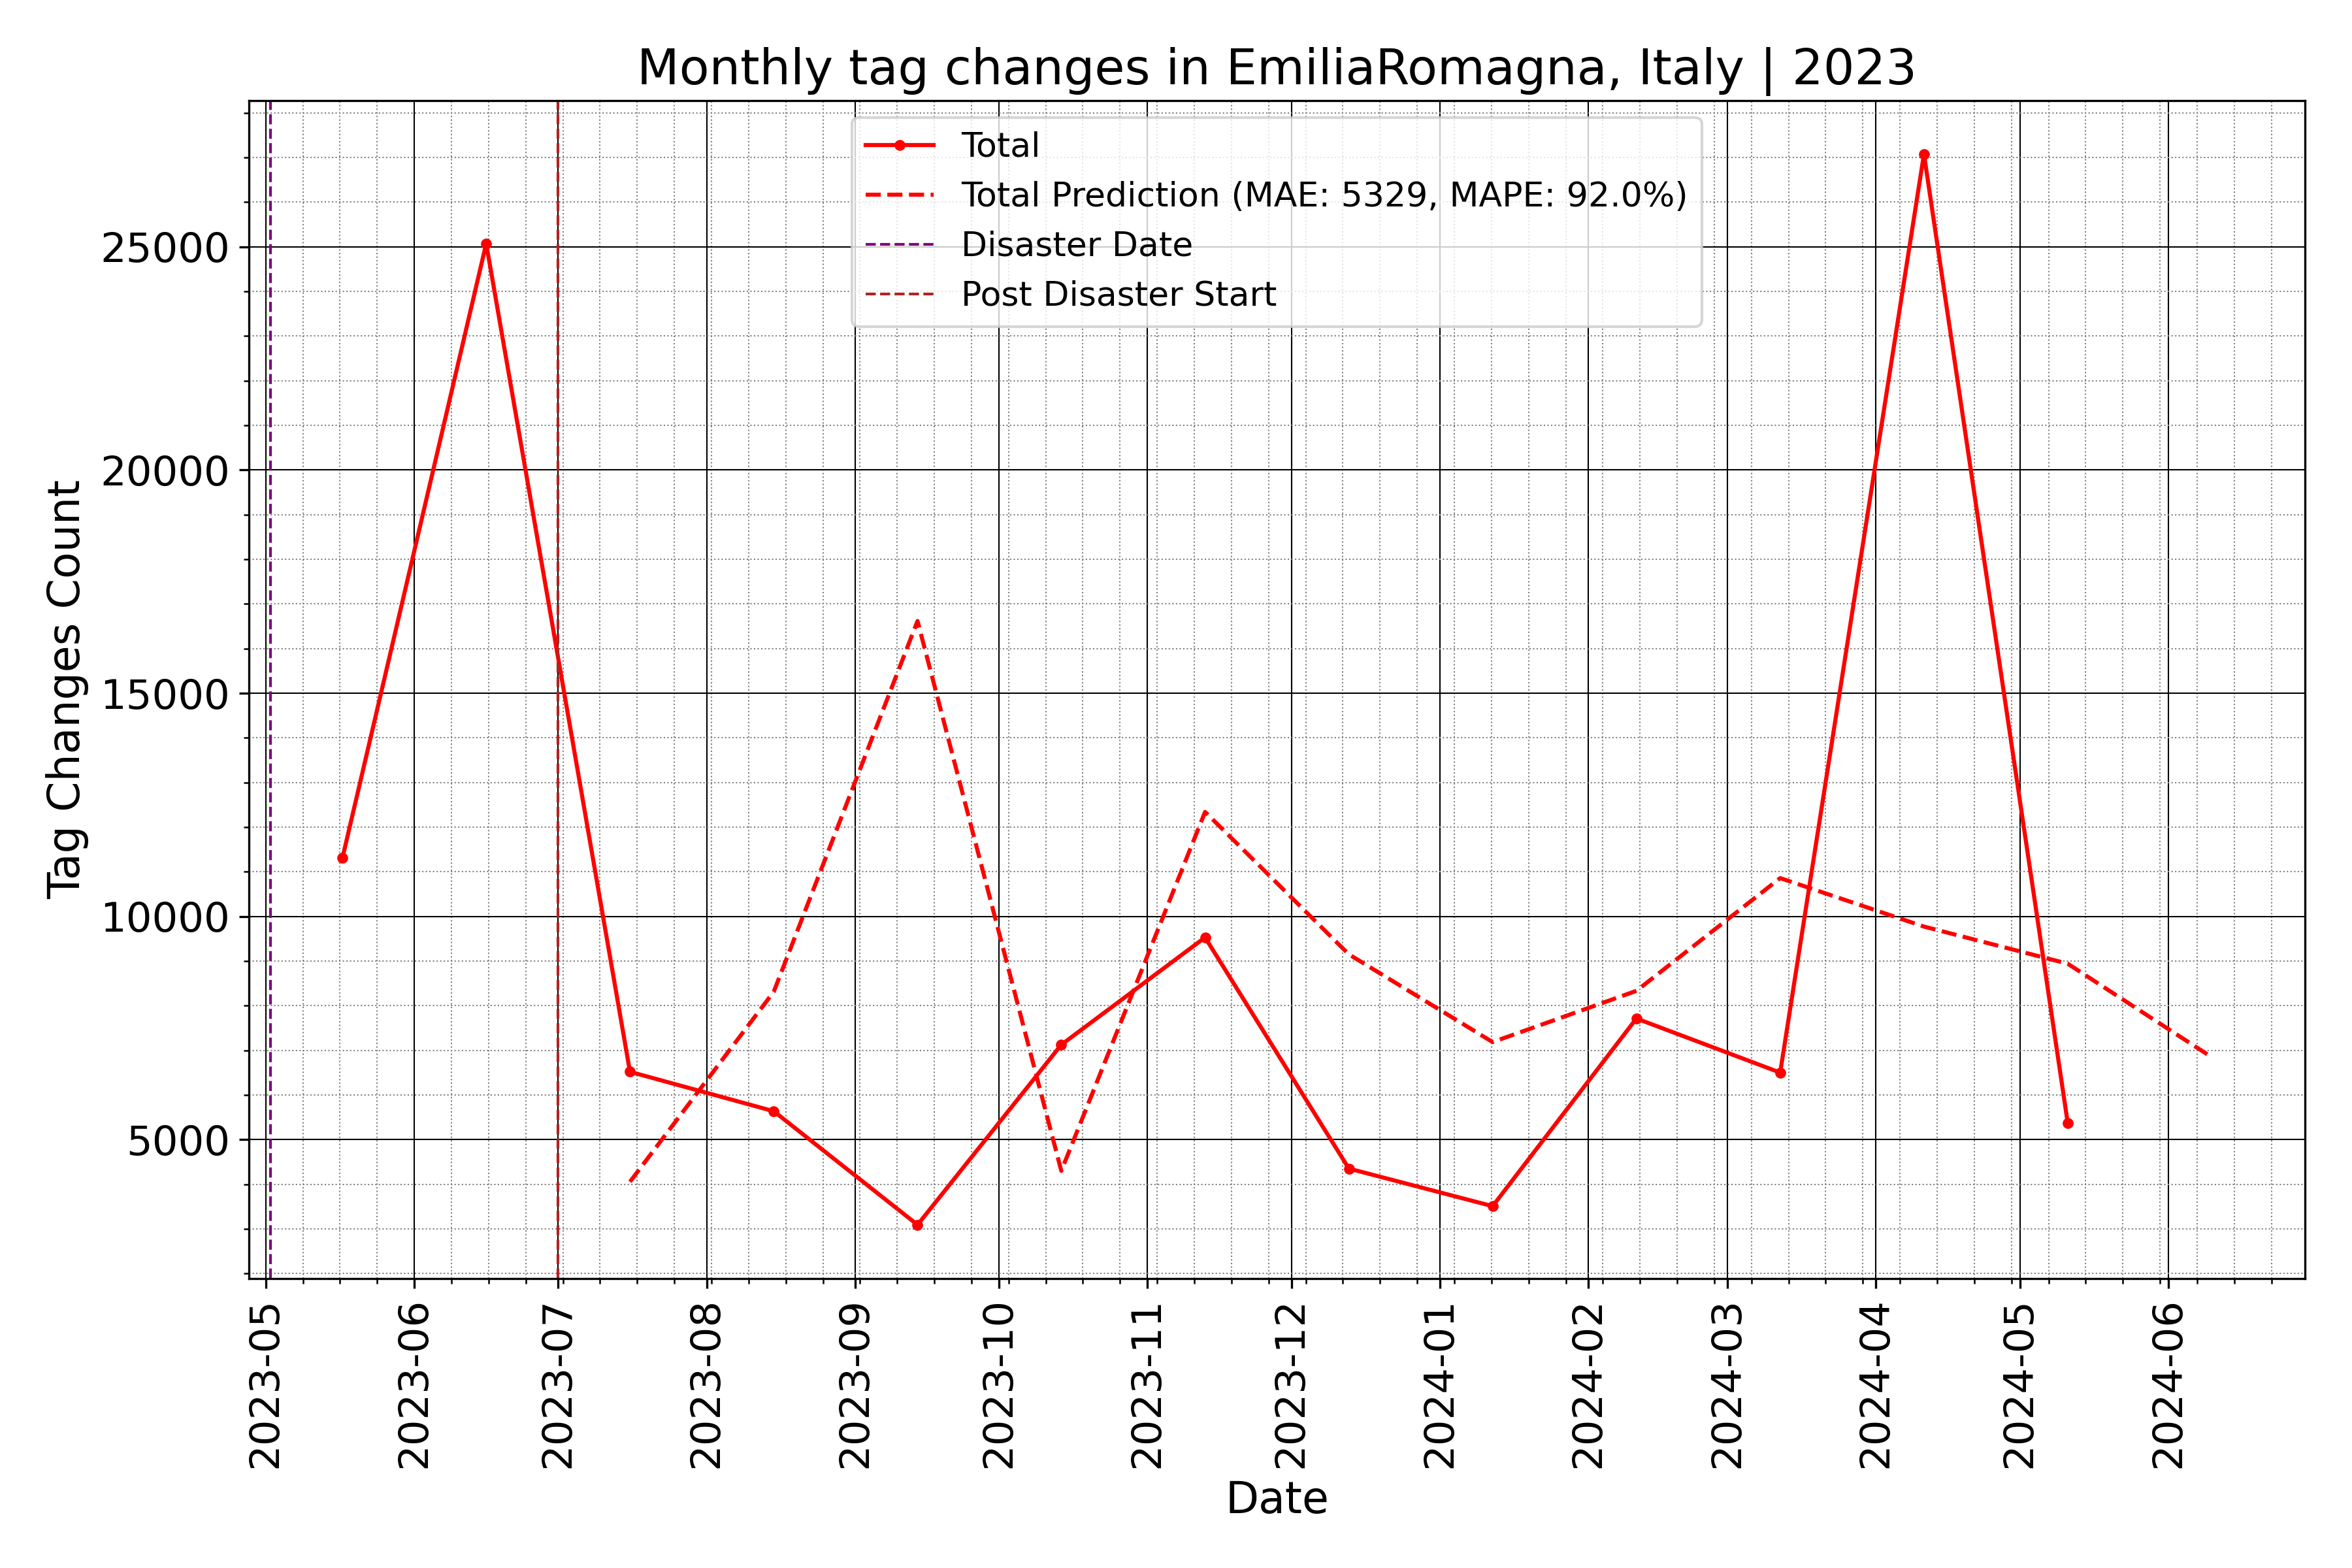 Monthly tag changes in EmiliaRomagna, Italy | 2023
Total
Total Prediction (MAE: 5329, MAPE: 92.0%)
Disaster Date
Post Disaster Start
25000
20000
15000
10000
5000
Tag Changes Count
2023-05
2023-06
2023-07
2023-08
2023-09
2023-10
2023-11
2023-12
2024-01
2024-02
2024-03
2024-04
2024-05
2024-06
Date